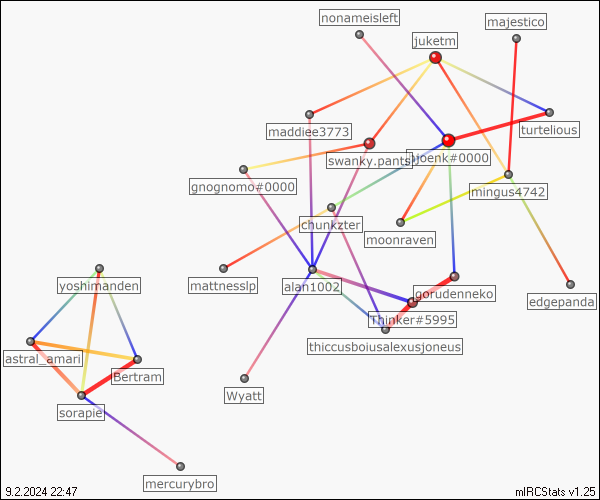 nonameisleft
majestico
juketm
maddiee3773
turtelious
swanky.pants
joenk#0000
gnognomo#0000
mingus4742
chunkzter
moonraven
yoshimanden
mattnesslp
alan1002
gorudenneko
edgepanda
Thinker#5995
thiccusboiusalexusjoneus
astral_amari
Bertram
Wyatt
sorapie
mercurybro
9.2.2024 22:47
mIRCStats v1.25